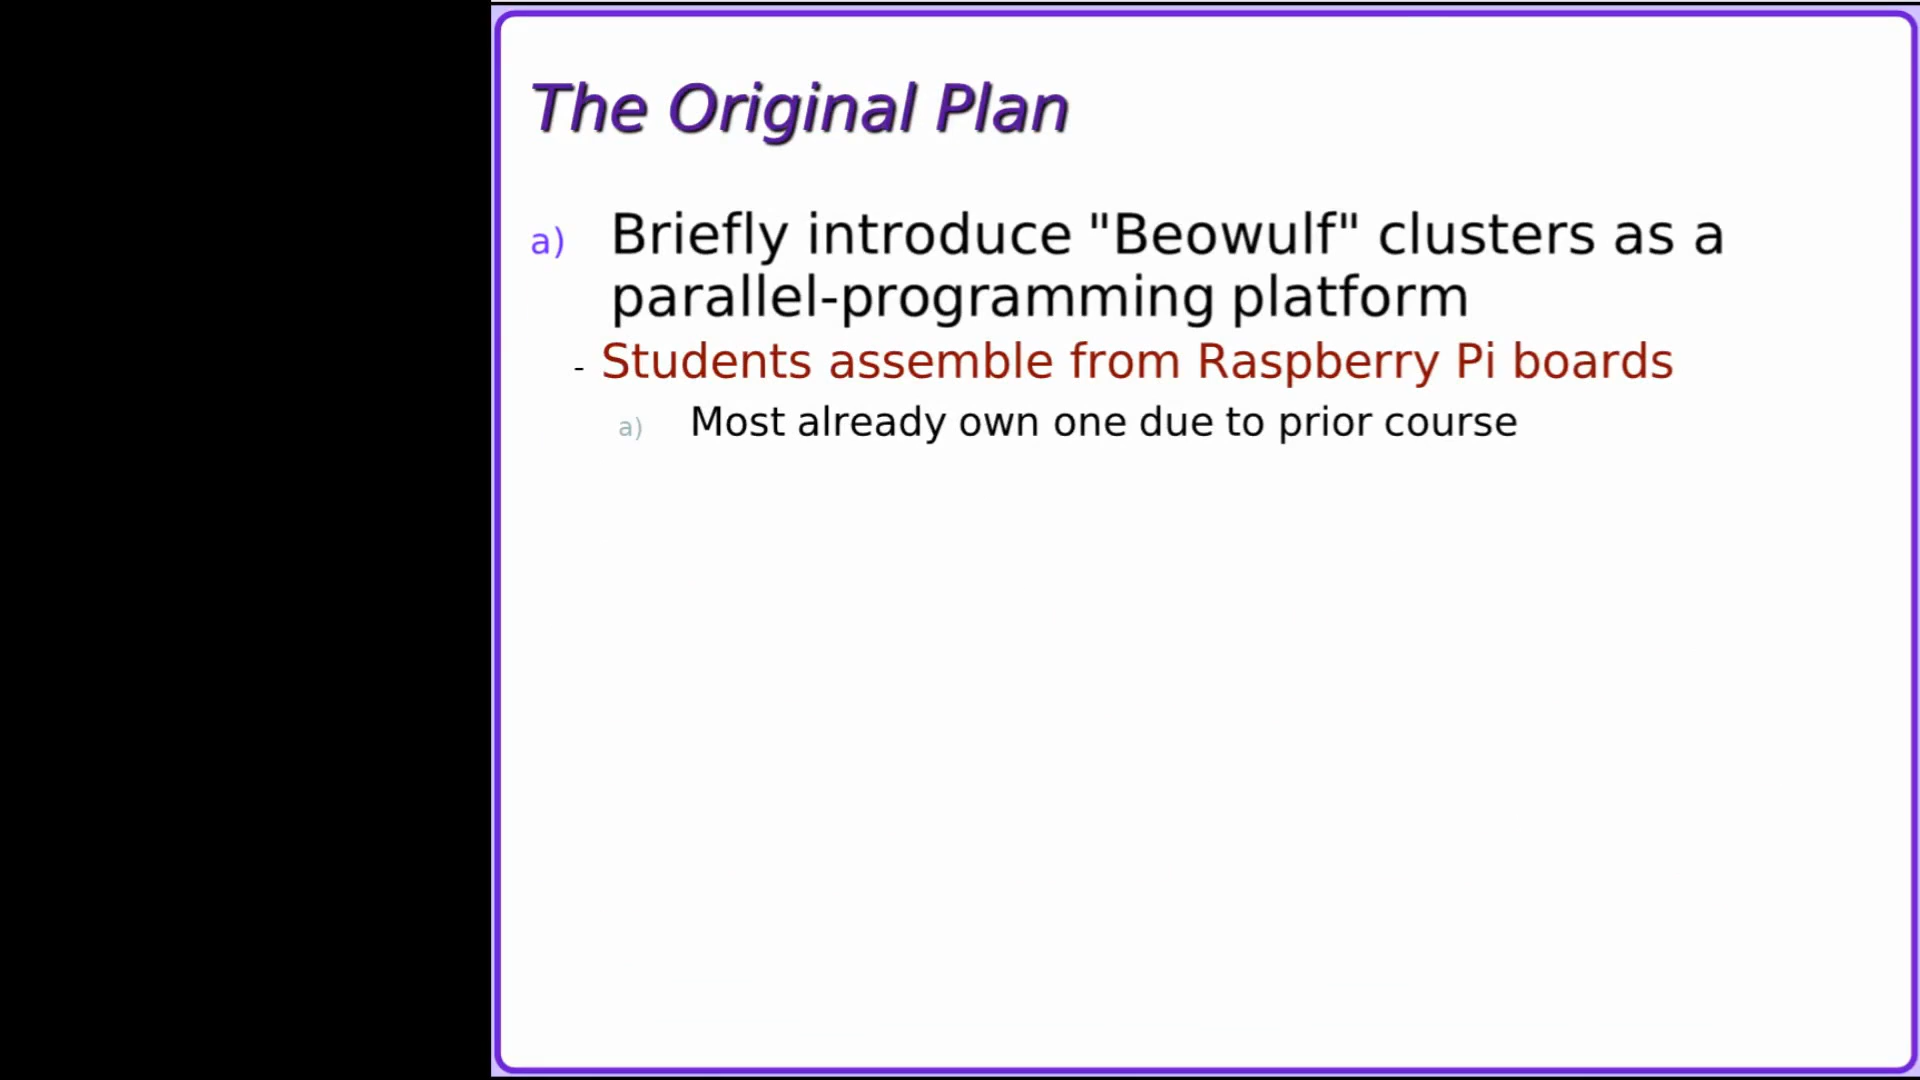 The Original Plan
a) Briefly introduce "Beowulf" clusters as a
parallel-programming platform
- Students assemble from Raspberry Pi boards
a) Most already own one due to prior course